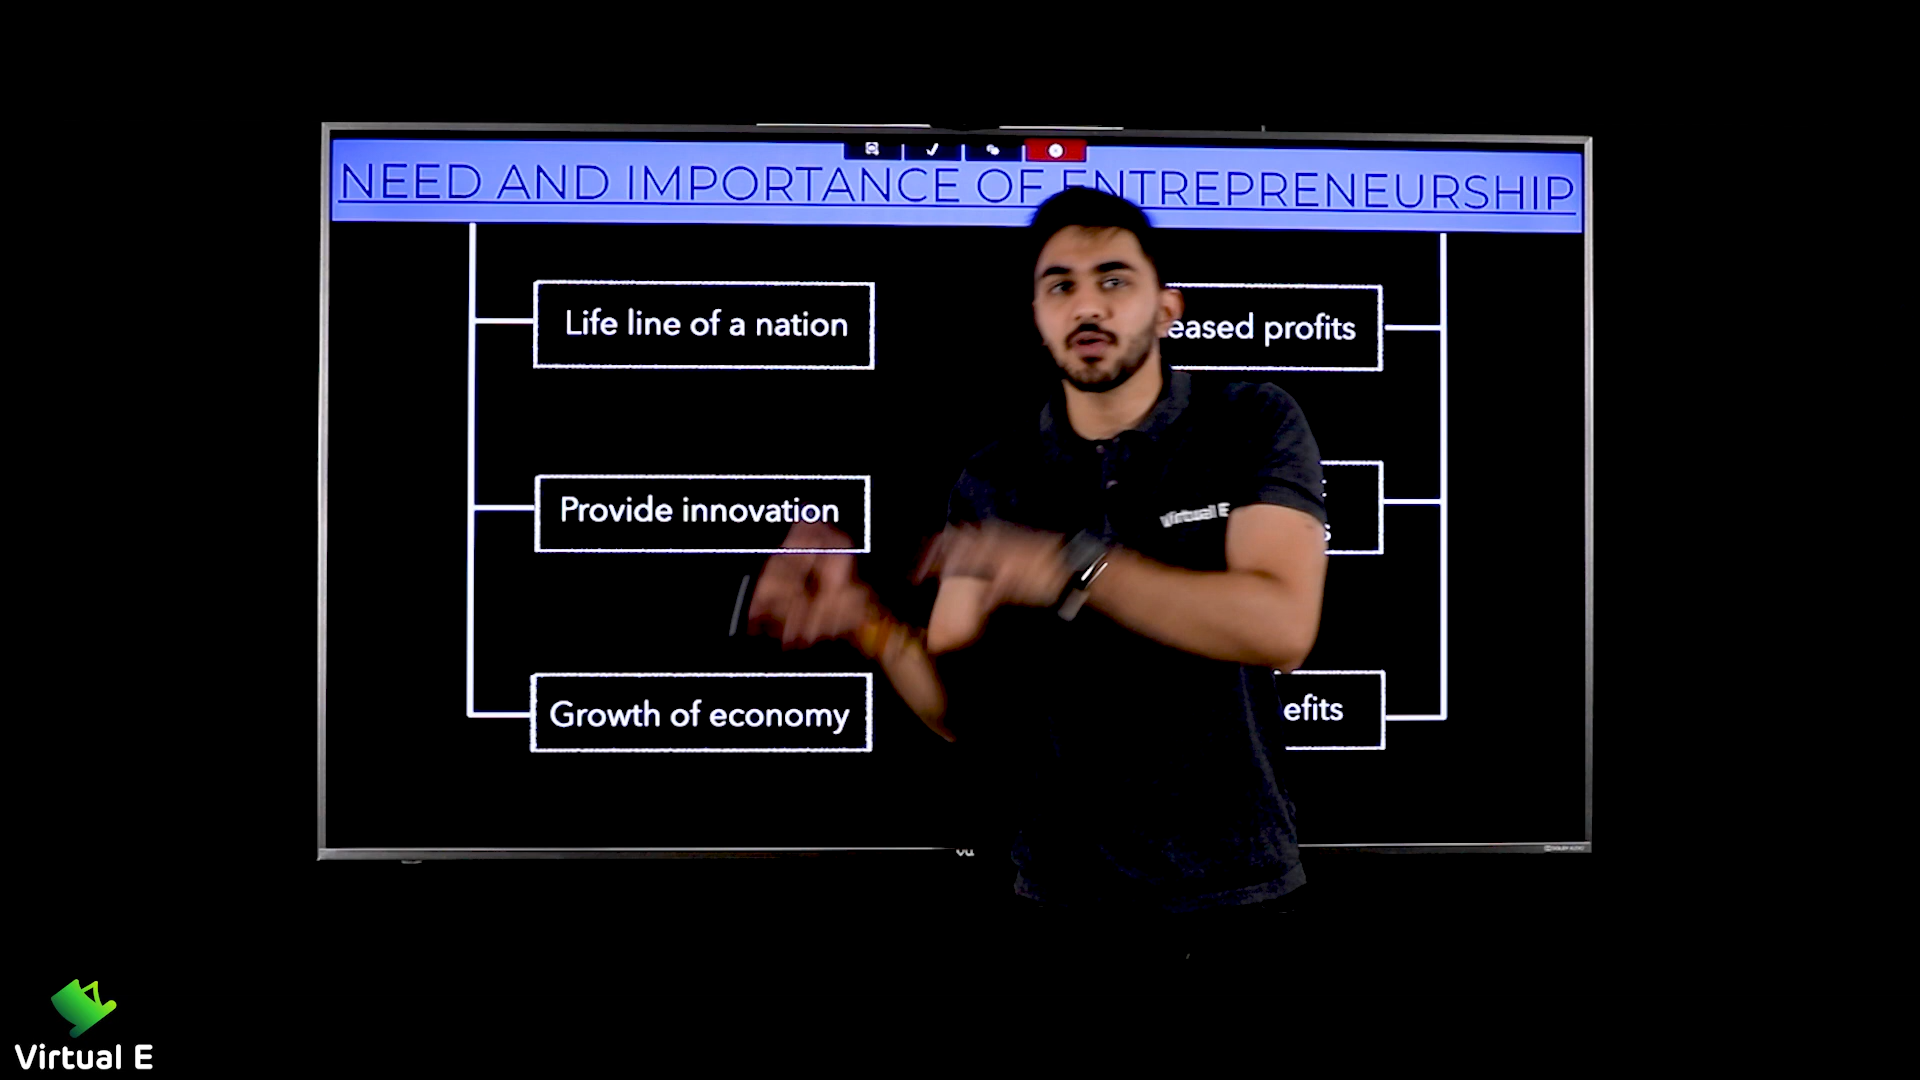 NEED AND IMPORTANCE OF ENTREPRENEURSHIP
Life line of a nation
eased profits
Provide innovation
Growth of economy
efits
Virtual E
Virtual E